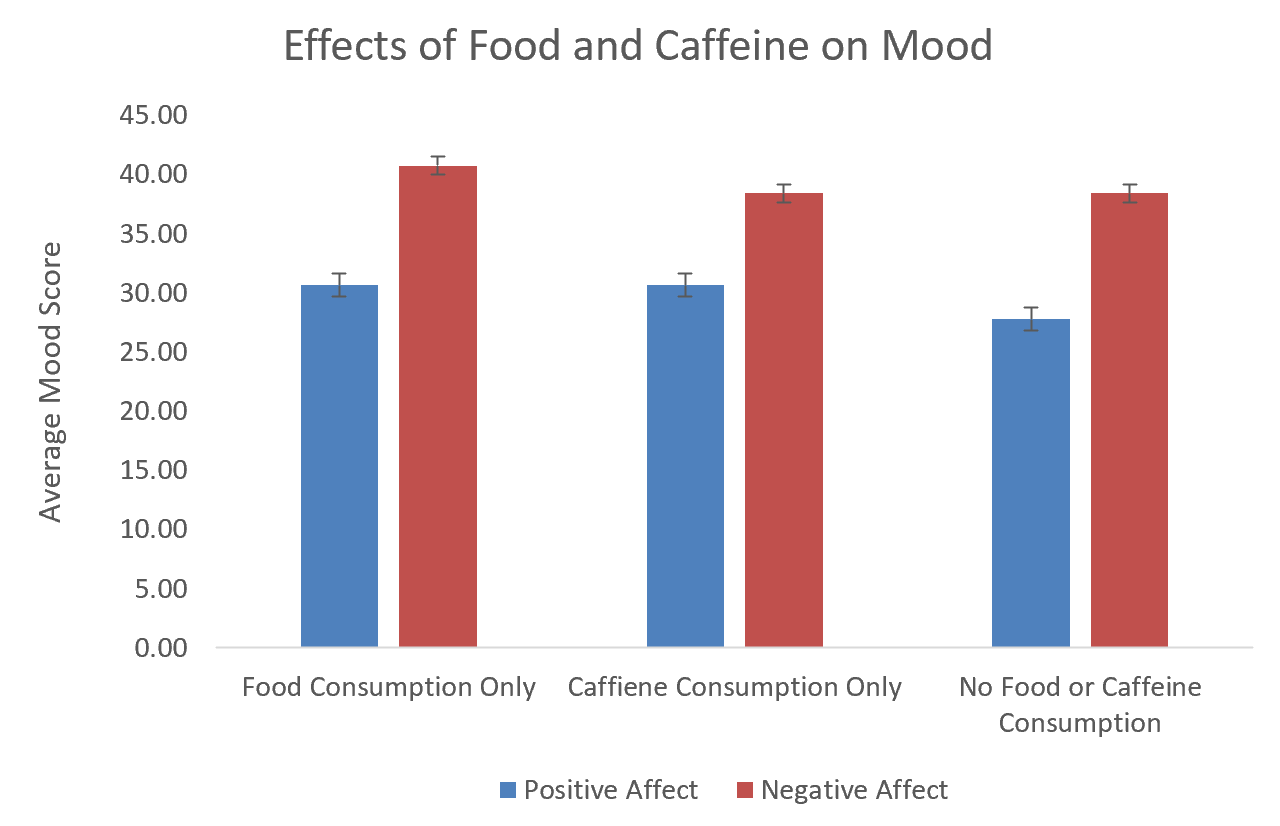 Effects of Food and Caffeine on Mood
45.00
40.00
35.00
30.00
25.00
20.00
15.00
10.00
5.00
0.00
Average Mood Score
Food Consumption Only
Caffiene Consumption Only
No Food or Caffeine
Consumption
Positive Affect
Negative Affect